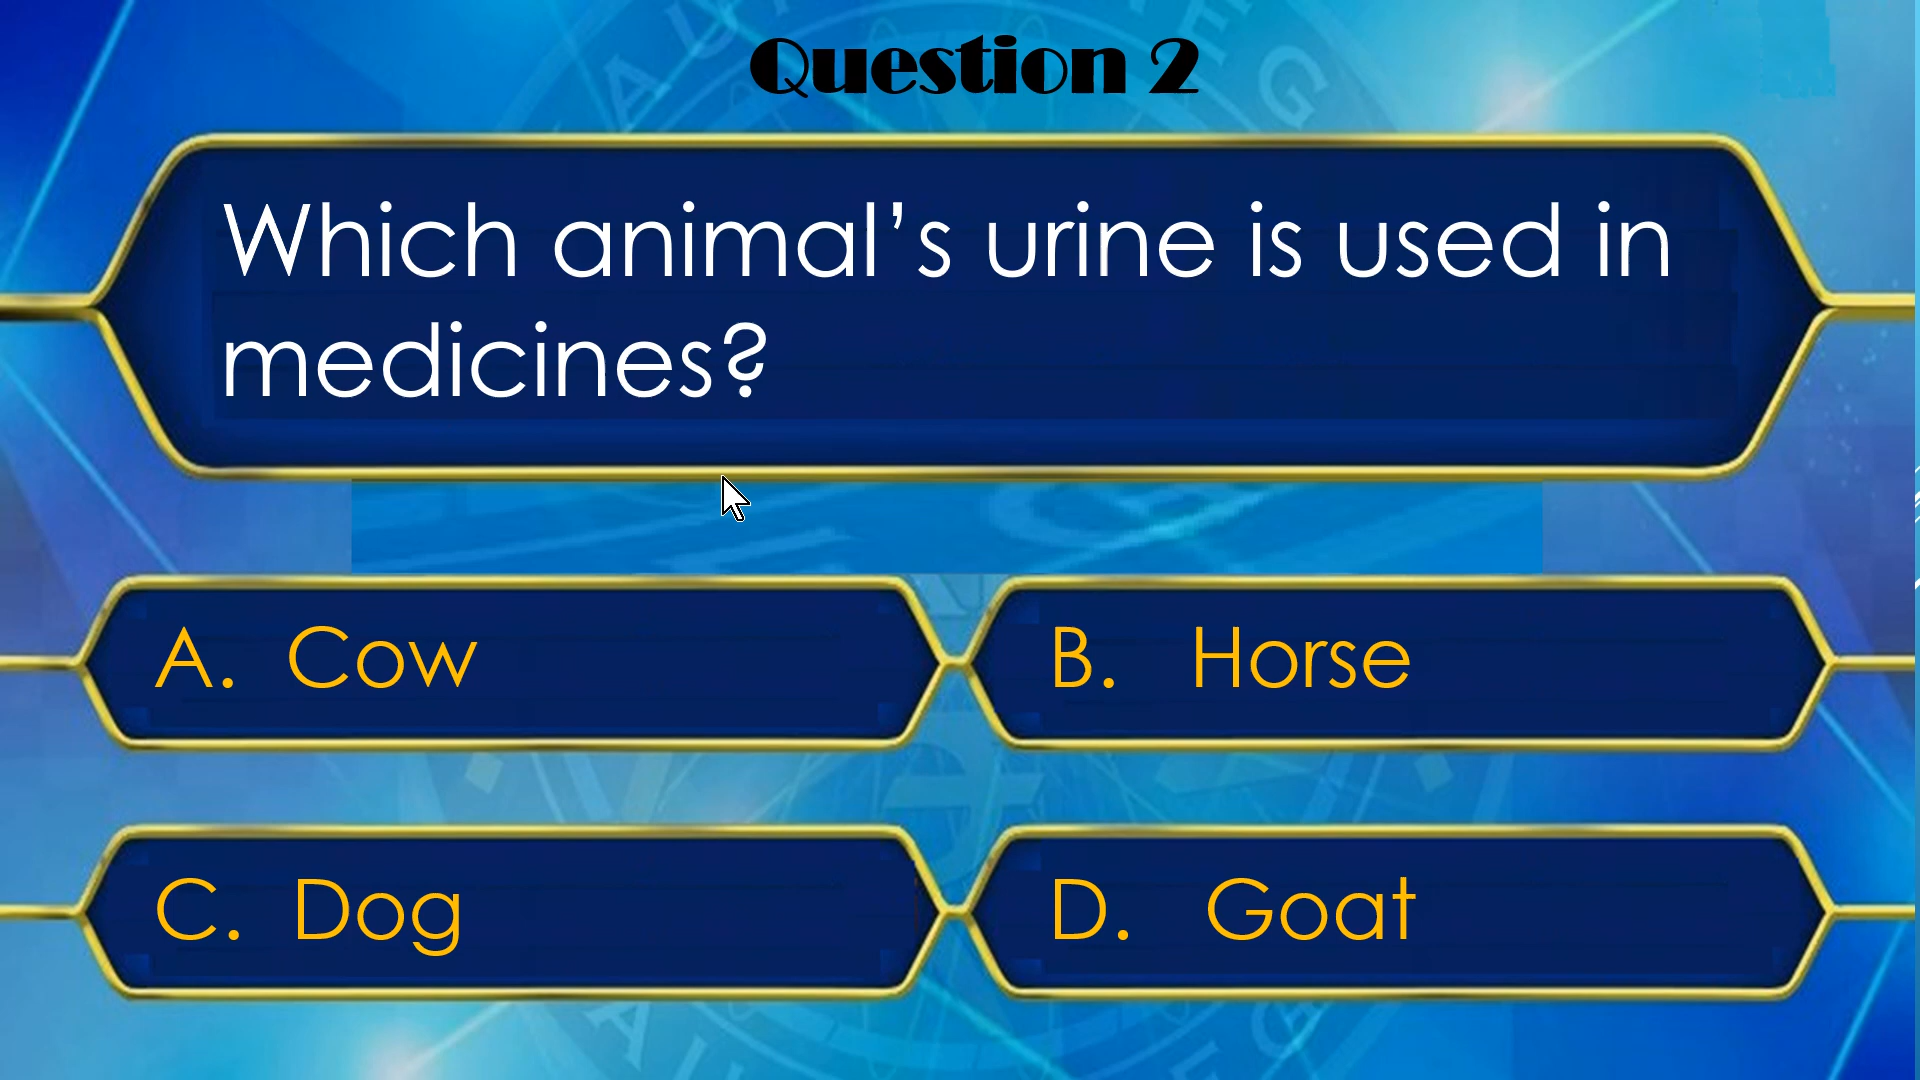 Question 2
Which animal’s urine is used in
medicines?
A. Cow
B. Horse
C. Dog
D. Goat